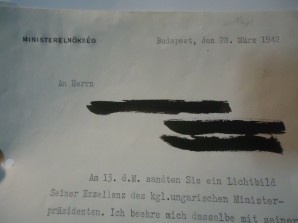 MINISTERELNÖKSÉG
Budapest, den 28. März 1942
An Herrn
Am 13. d.M. sandten Sie ein Lichtbild
Seiner Exzellenz des kgl.ungarischen Minister-
präsidenten. Ich beehre mich dasselbe mit seiner